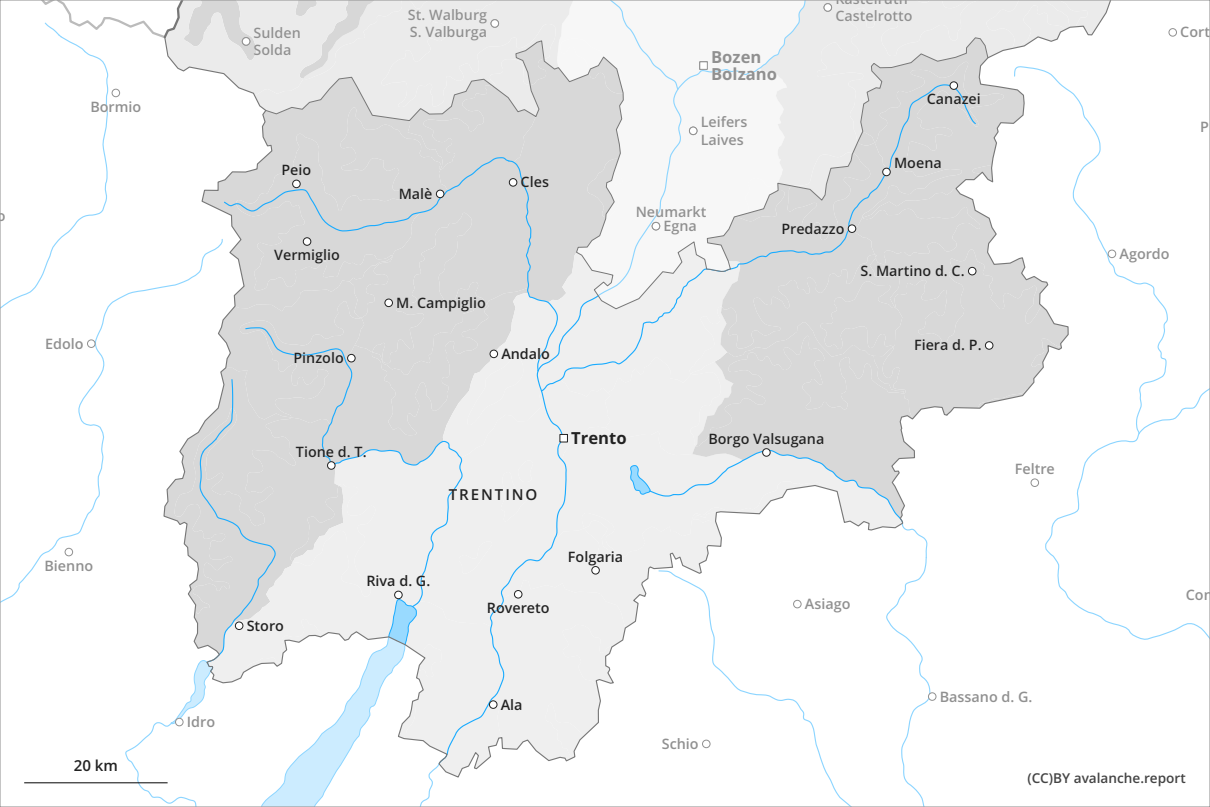 Kastelruth
Castelrotto
St. Walburg
S. Valburga
Sulden
Solda
Cort
Bozen
Bolzano
Bormio
Canazei
Leifers
Laives
P
Moena
Peio
Malè
Cles
Neumarkt
Egna
Predazzo
Vermiglio
Agordo
S. Martino d. C.
M. Campiglio
Edolo
Fiera d. P.
Pinzolo
Andalo
Trento
Borgo Valsugana
Tione d. T.
Feltre
TRENTINO
Folgaria
Bienno
Riva d. G.
Cor
Rovereto
Asiago
Storo
Bassano d. G.
Ala
Idro
Schio
20 km
(CC)BY avalanche.report